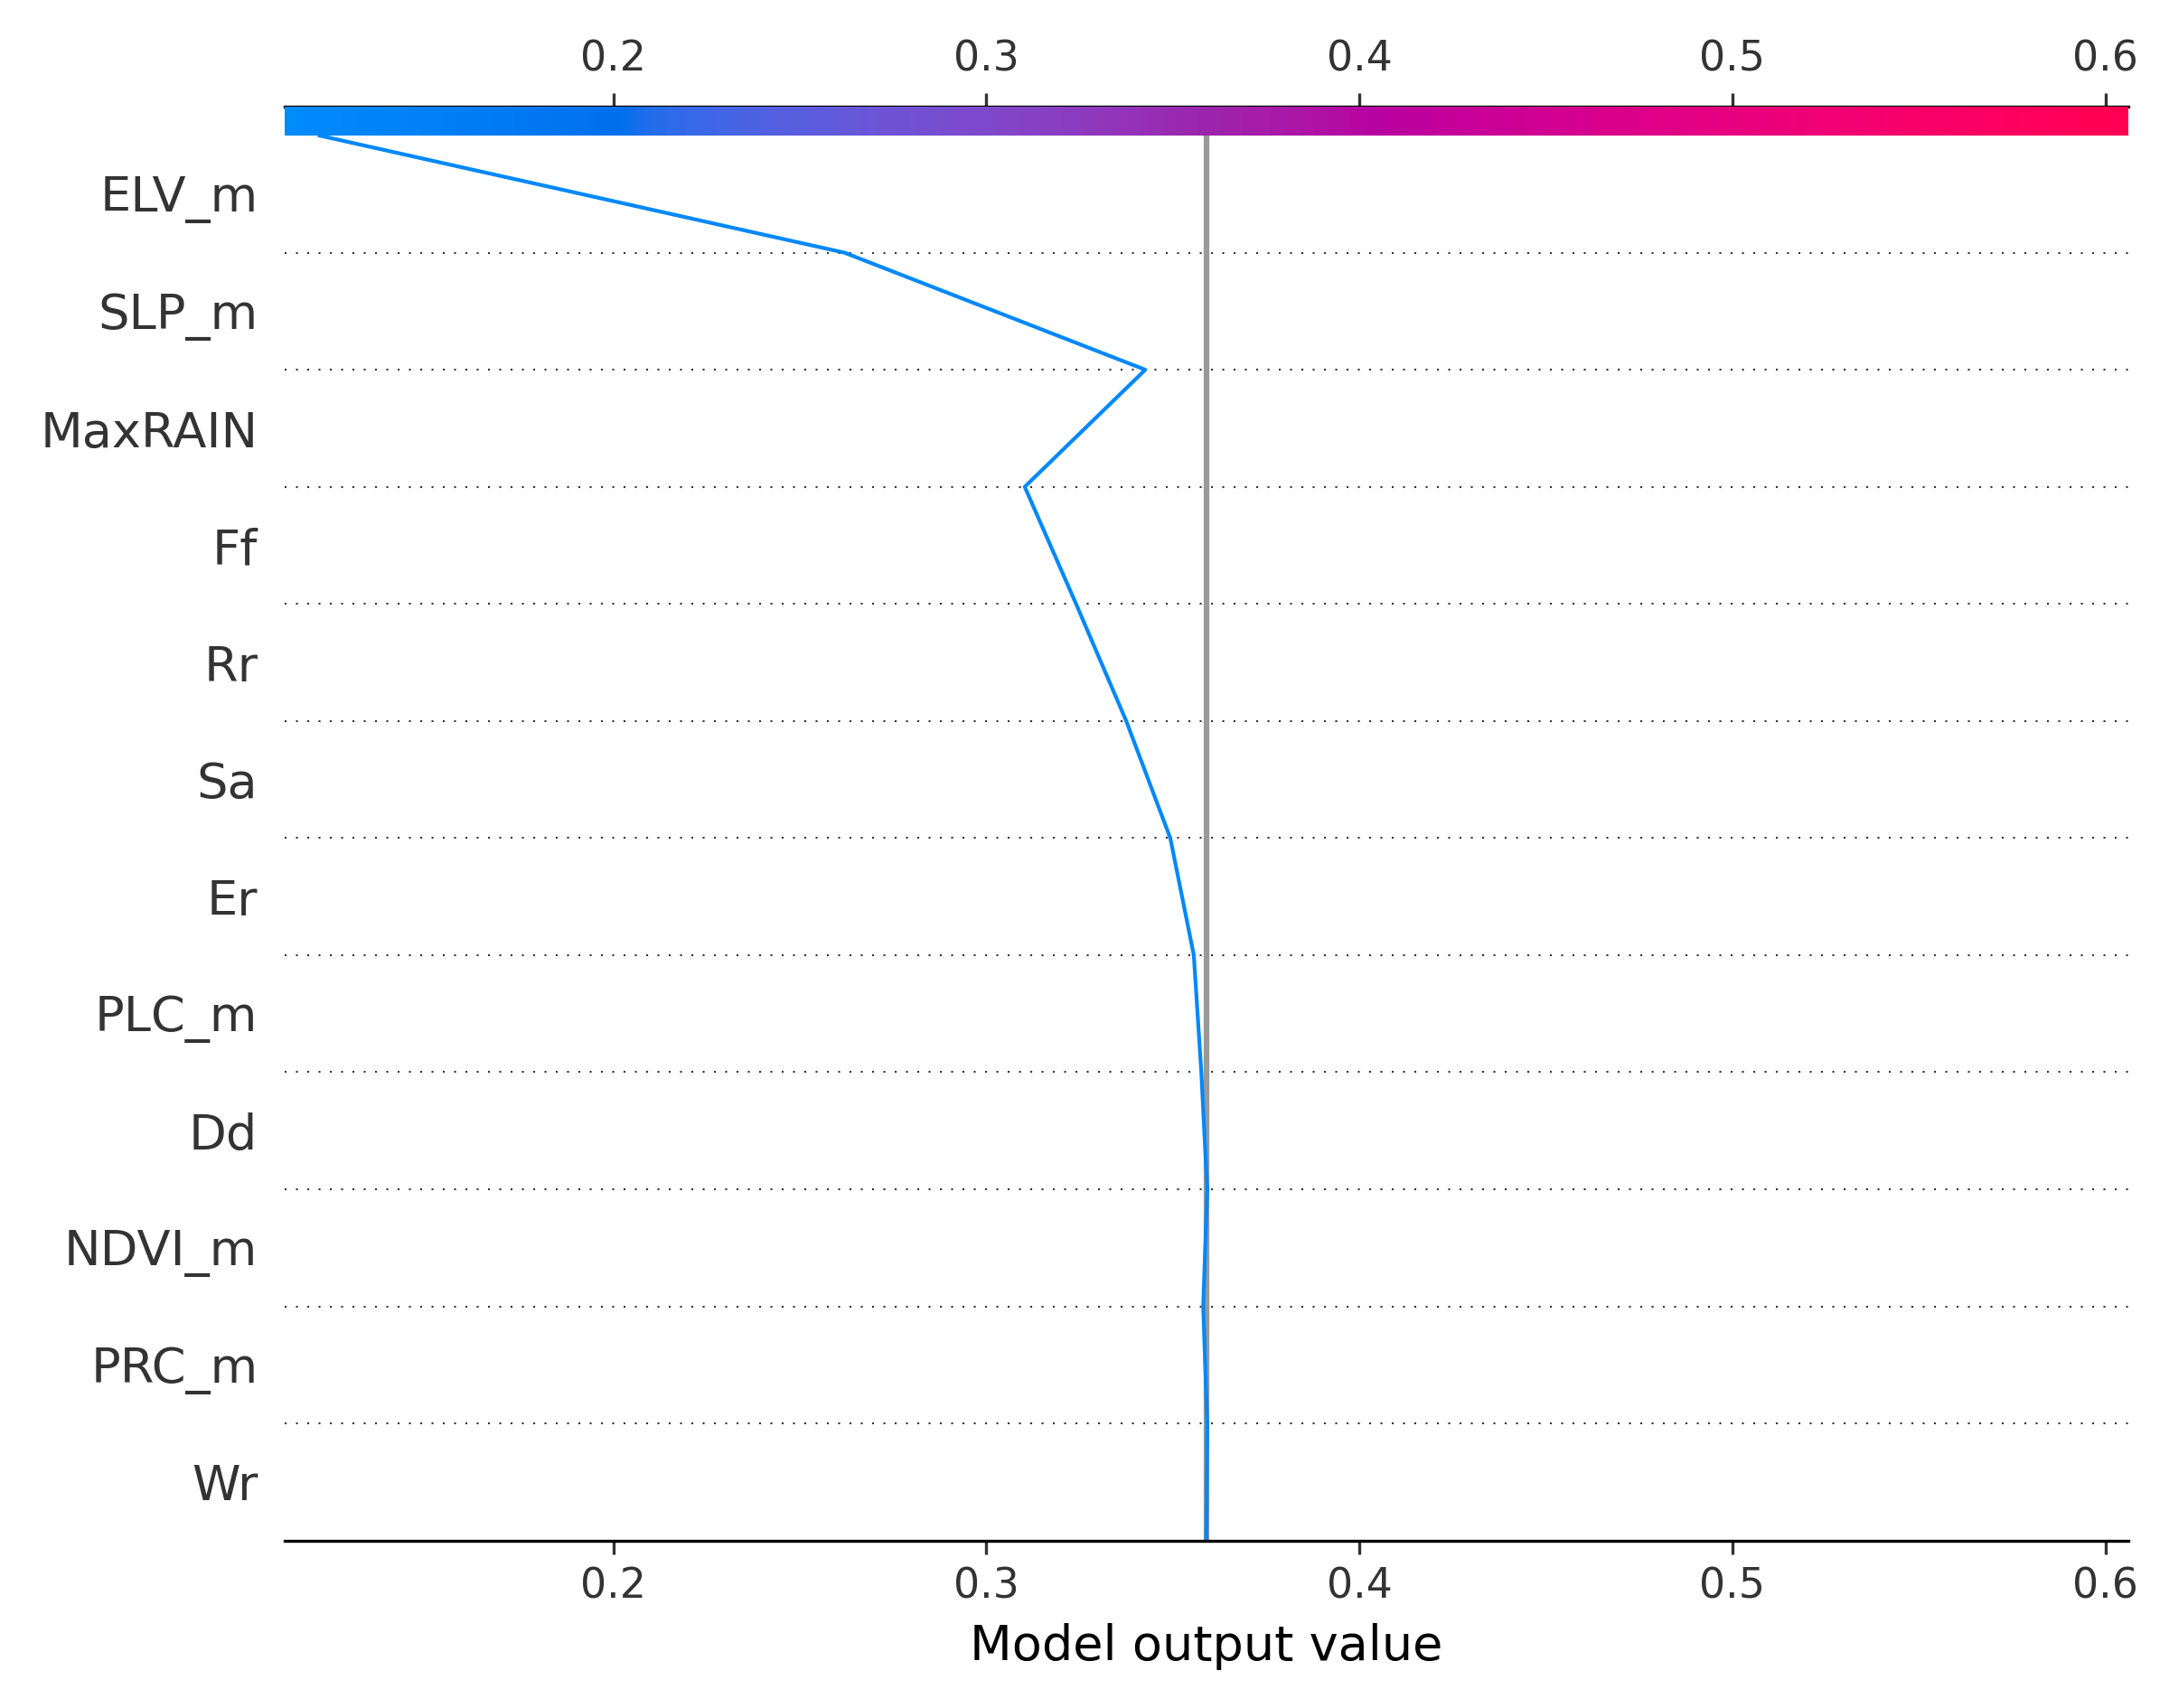 0.2 0.3 0.4 0.5 0.6
ELV_m
SLP_m
MaxRAIN
Ff
Rr
Sa
Er
PLC_m
Dd
NDVI_m
PRC_m
Wr
0.2 0.3 0.4 0.5 0.6
Model output value